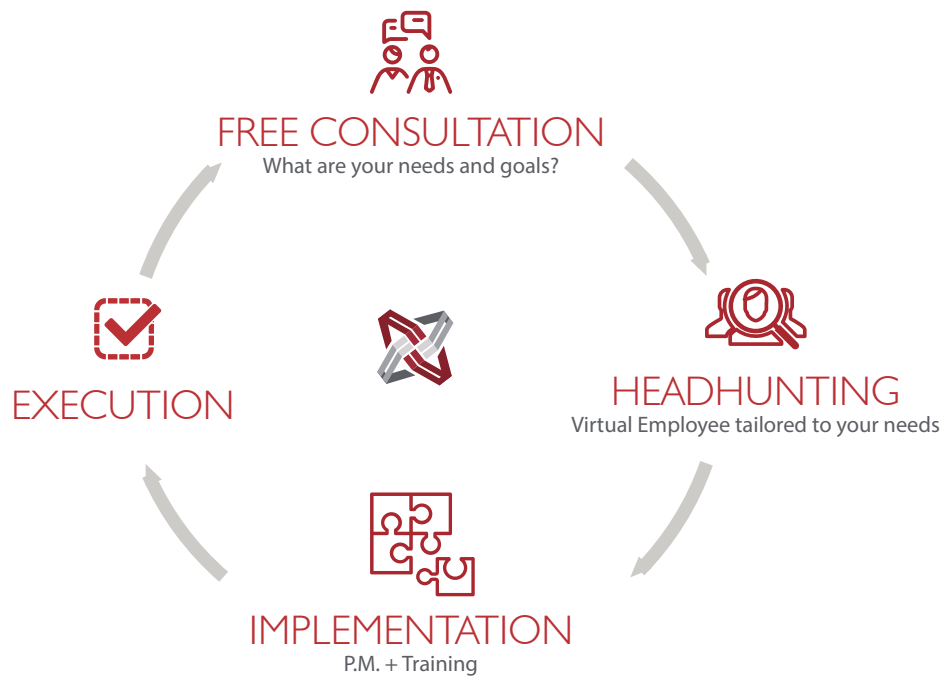 FREE CONSULTATION
What are your needs and goals?
HEADHUNTING
Virtual Employee tailored to your needs
IMPLEMENTATION
P.M. + Training
EXECUTION